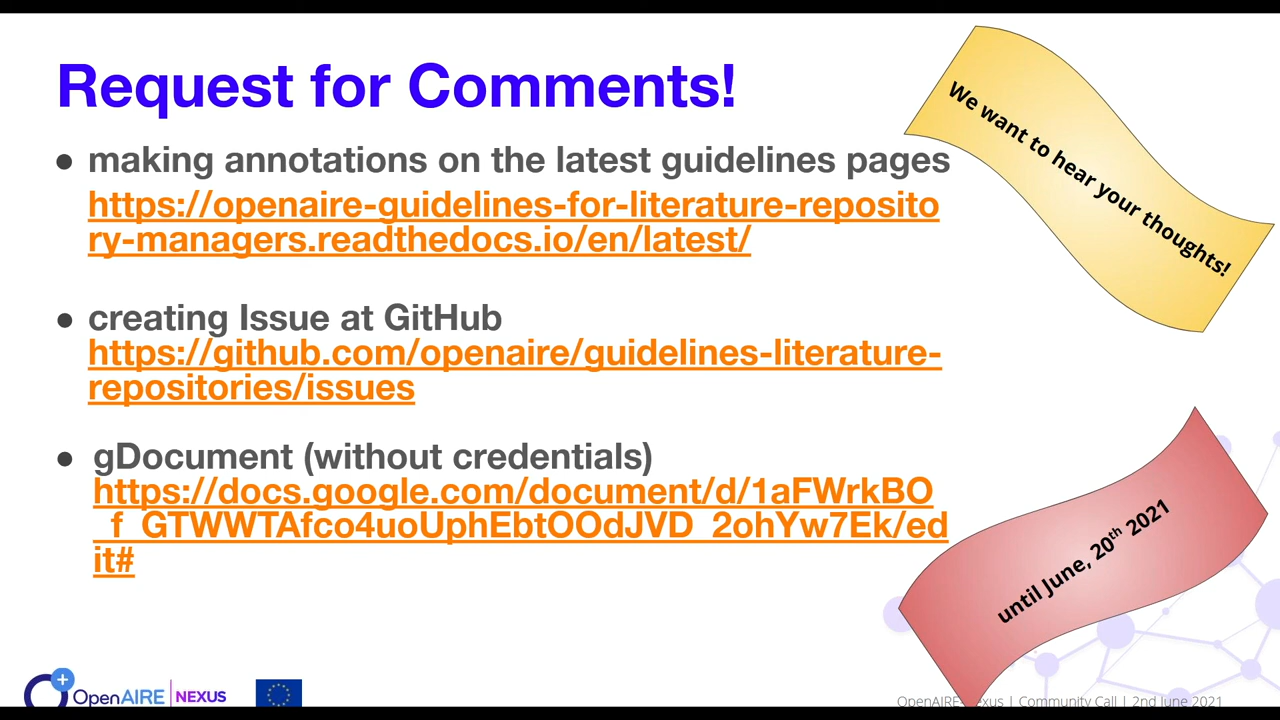 Request for Comments!
● making annotations on the latest guidelines pages
https://openaire-guidelines-for-literature-reposito
ry-managers.readthedocs.io/en/latest/
● creating Issue at GitHub
https://github.com/openaire/guidelines-literature-
repositories/issues
● gDocument (without credentials)
https://docs.google.com/document/d/1aFWrkBO
_f_GTWWTAfco4uoUphEbtOOdJVD_2ohYw7Ek/ed
it#
We want to hear your thoughts!
until June, 20th 2021
OpenAIRE NEXUS
OpenAIRE-Nexus | Community Call | 2nd June 2021